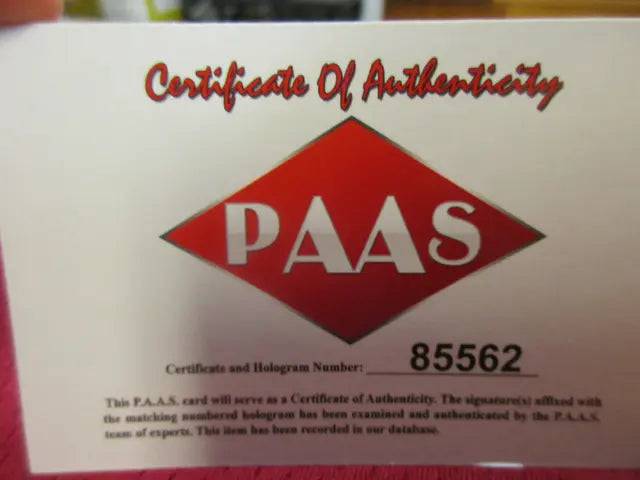 Certificate Of Authenticity
PAAS
Certificate and Hologram Number: 85562
This P.A.A.S. card will serve as a Certificate of Authenticity. The signature(s) affixed with
the matching numbered hologram has been examined and authenticated by the P.A.A.S.
team of experts. This item has been recorded in our database.